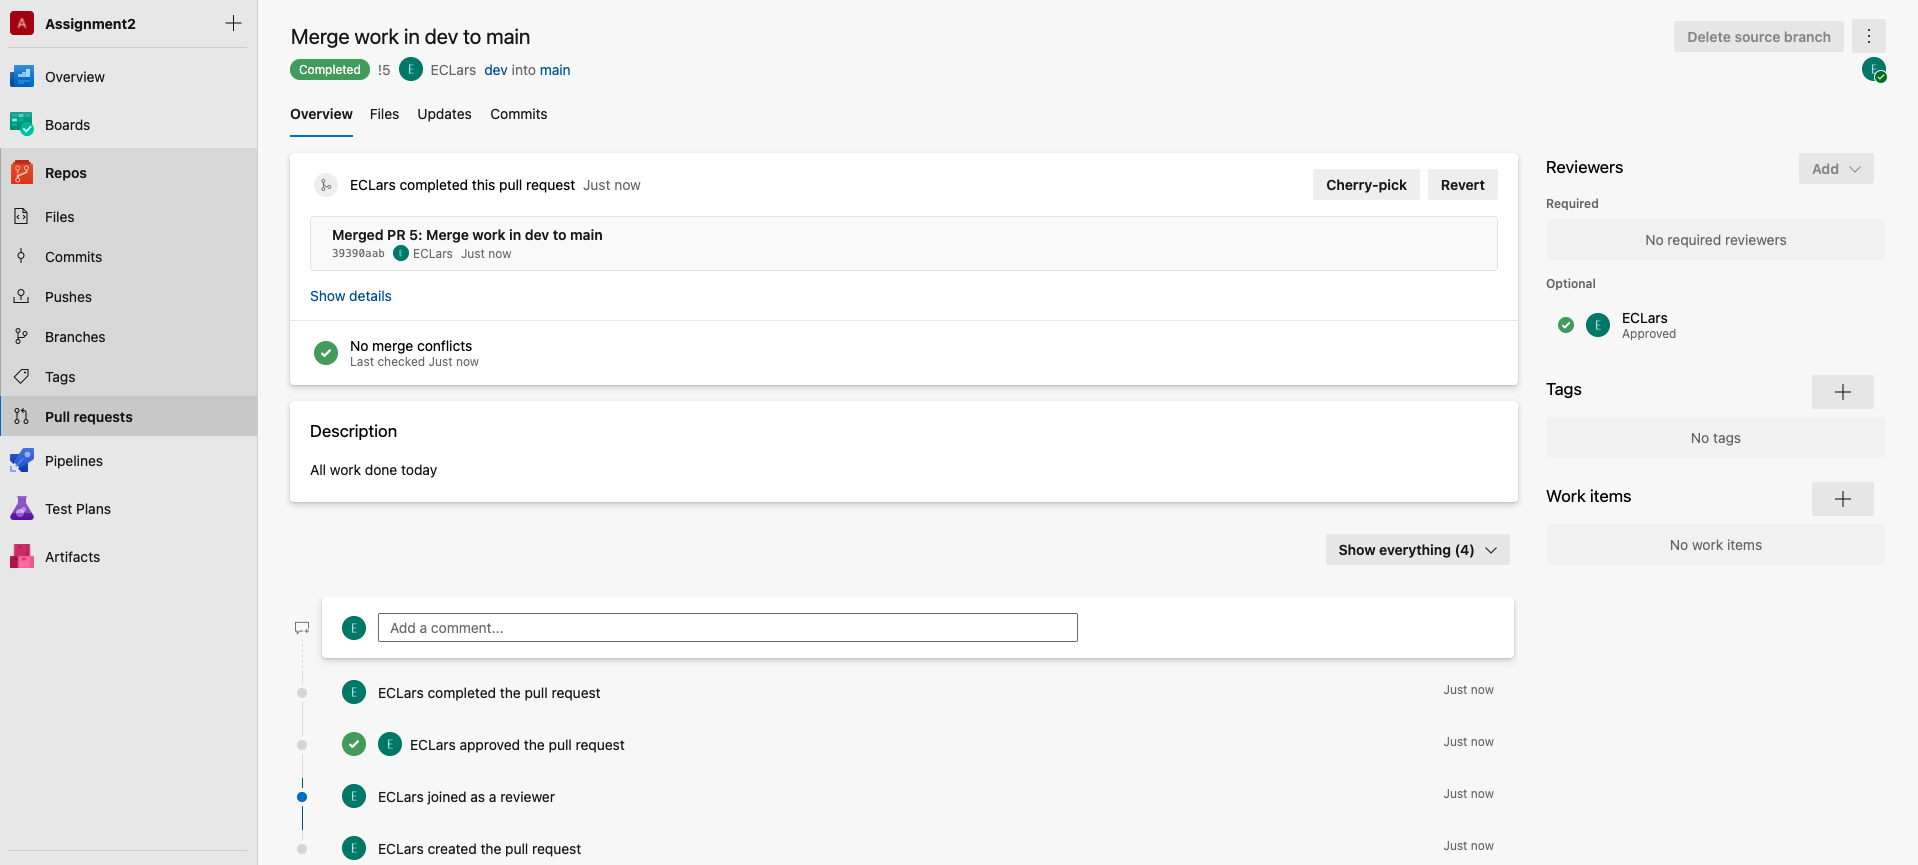 A Assignment2
Overview
Boards
Repos
Files
Commits
Pushes
Branches
Tags
Pull requests
Pipelines
Test Plans
Artifacts
Merge work in dev to main
Delete source branch
Completed !5 E ECLars dev into main
E
Overview Files Updates Commits
ECLars completed this pull request Just now
Cherry-pick Revert
Merged PR 5: Merge work in dev to main
39390aab E ECLars Just now
Show details
No merge conflicts
Last checked Just now
Description
All work done today
Show everything (4)
E Add a comment...
E ECLars completed the pull request Just now
E ECLars approved the pull request Just now
E ECLars joined as a reviewer Just now
E ECLars created the pull request Just now
Reviewers Add
Required
No required reviewers
Optional
E ECLars
Approved
Tags
No tags
Work items
No work items